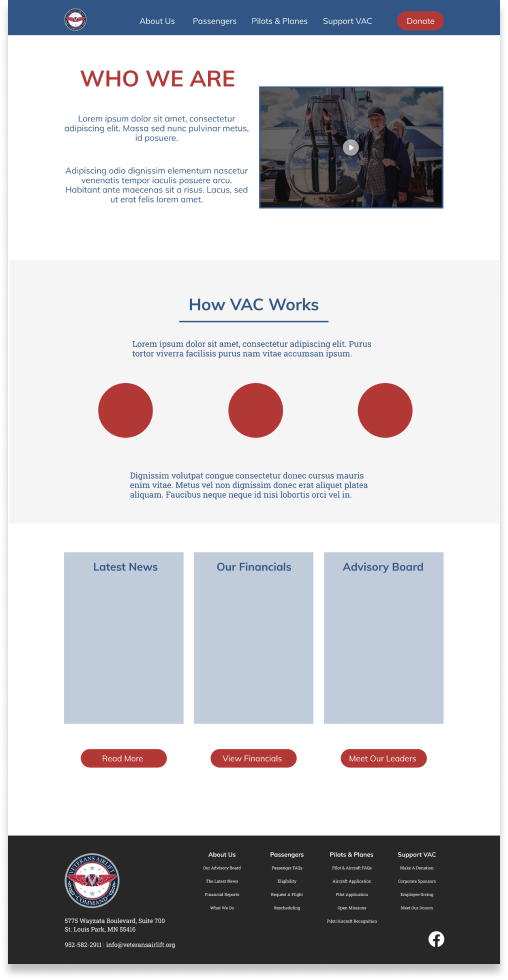 About Us
Passengers
Pilots & Planes
Support VAC
Donate
WHO WE ARE
Lorem ipsum dolor sit amet, consectetur
adipiscing elit. Massa sed nunc pulvinar metus,
id posuere.
Adipiscing odio dignissim elementum nascetur
venenatis tempor iaculis posuere arcu.
Habitant ante maecenas sit a risus. Lacus, sed
ut erat felis lorem amet.
How VAC Works
Lorem ipsum dolor sit amet, consectetur adipiscing elit. Purus
tortor viverra facilisis purus nam vitae accumsan ipsum.
Dignissim volutpat congue consectetur donec cursus mauris
enim vitae. Metus vel non dignissim donec erat aliquet platea
aliquam. Faucibus neque neque id nisi lobortis orci vel in.
Latest News
Our Financials
Advisory Board
Read More
View Financials
Meet Our Leaders
VETERANS AIRLIFT
COMMAND
5775 Wayzata Boulevard, Suite 700
St. Louis Park, MN 55416
952-582-2911 | info@veteransairlift.org
About Us
Our Advisory Board
The Latest News
Financial Reports
What We Do
Passengers
Passenger FAQs
Eligibility
Request A Flight
Rescheduling
Pilots & Planes
Pilot & Aircraft FAQs
Aircraft Application
Pilot Application
Open Missions
Pilot/Aircraft Recognition
Support VAC
Make A Donation
Corporate Sponsors
Employee Giving
Meet Our Donors